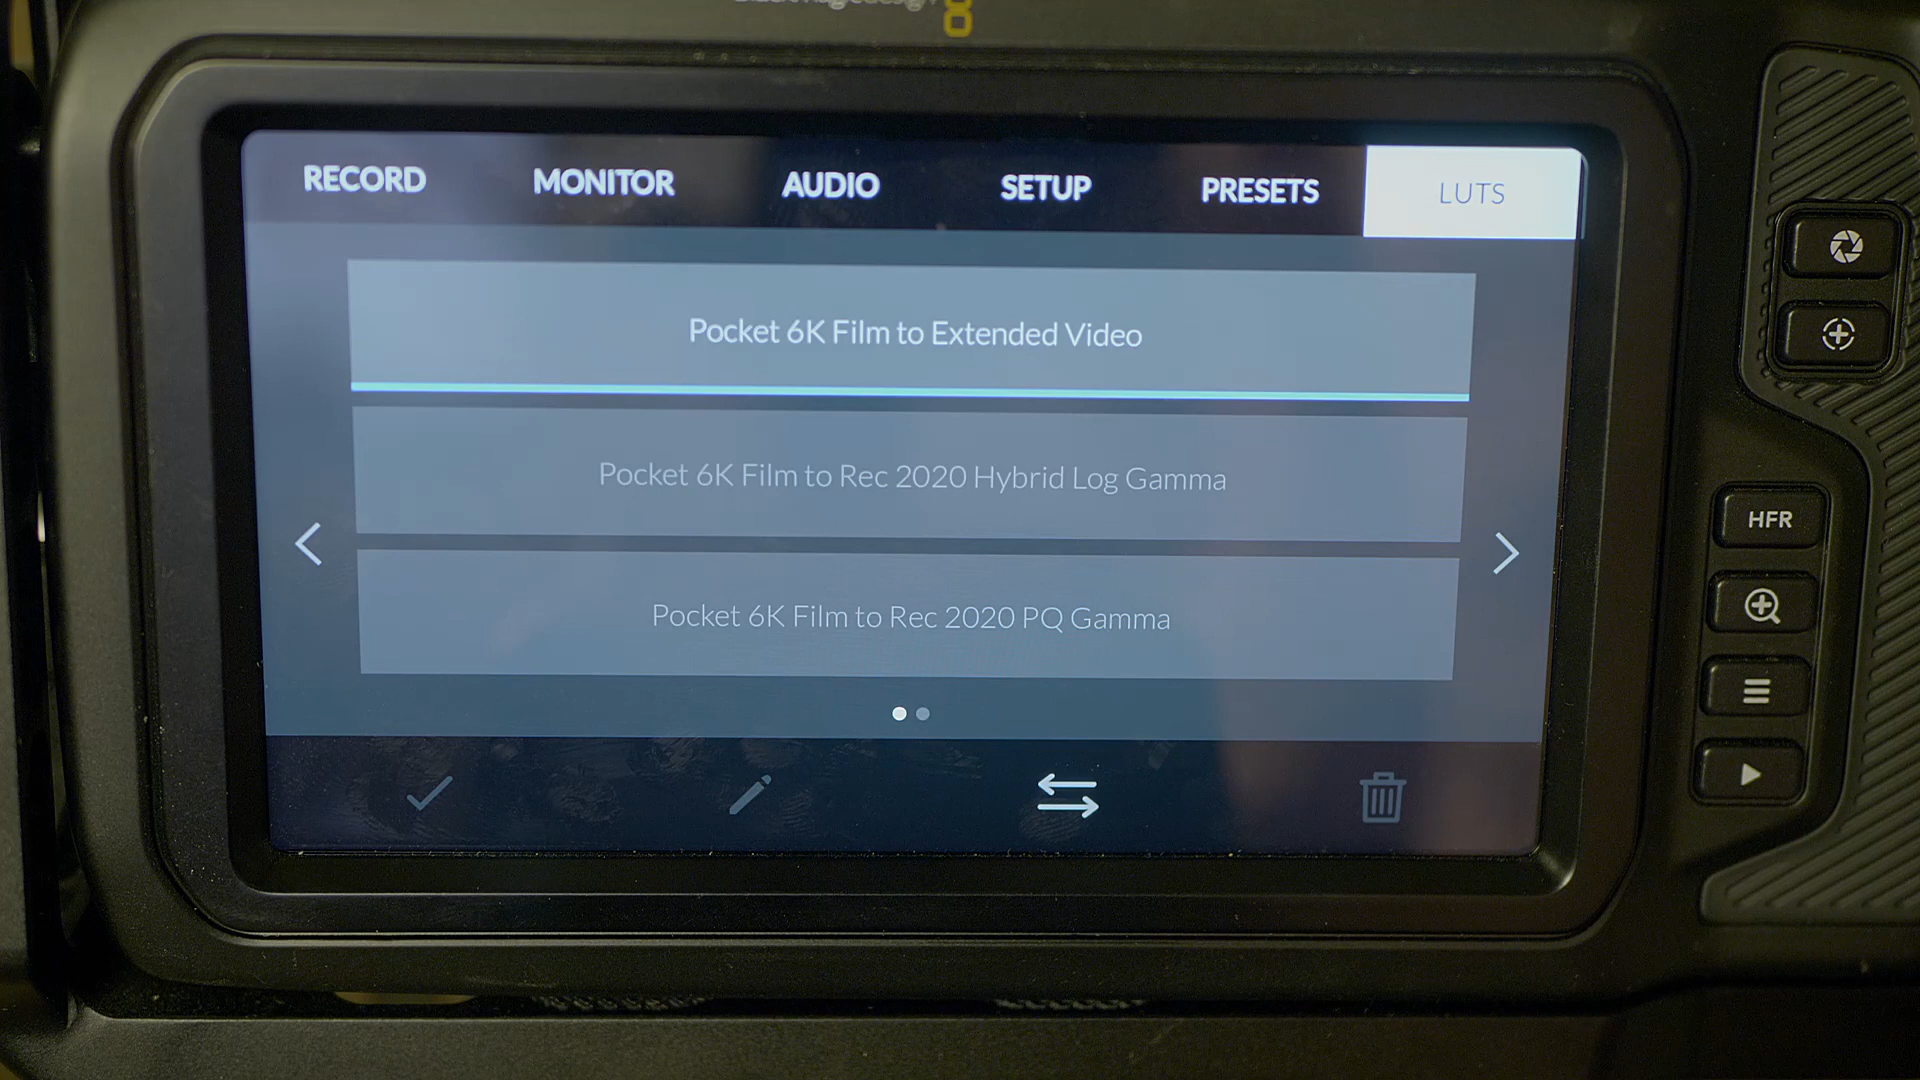 RECORD MONITOR AUDIO SETUP PRESETS LUTS
Pocket 6K Film to Extended Video
Pocket 6K Film to Rec 2020 Hybrid Log Gamma
Pocket 6K Film to Rec 2020 PQ Gamma
HFR